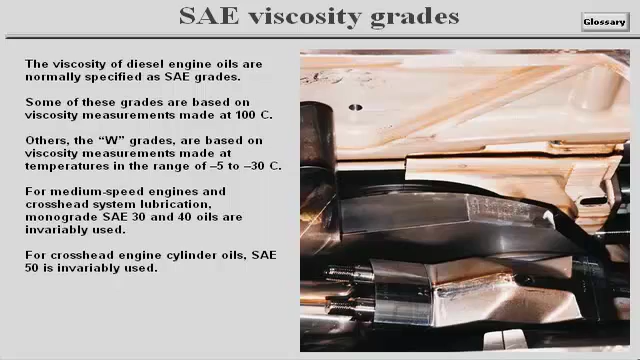 SAE viscosity grades
Glossary
The viscosity of diesel engine oils are
normally specified as SAE grades.
Some of these grades are based on
viscosity measurements made at 100 C.
Others, the “W” grades, are based on
viscosity measurements made at
temperatures in the range of –5 to –30 C.
For medium-speed engines and
crosshead system lubrication,
monograde SAE 30 and 40 oils are
invariably used.
For crosshead engine cylinder oils, SAE
50 is invariably used.